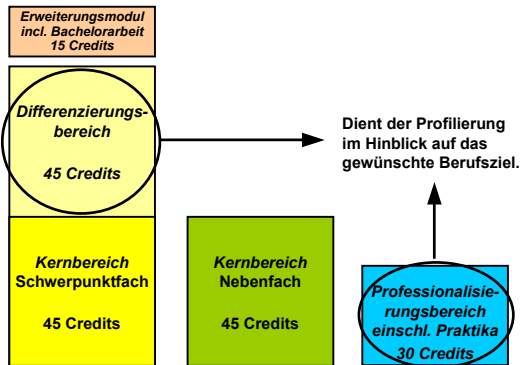 Erweiterungsmodul
incl. Bachelorarbeit
15 Credits
Differenzierungs-
bereich
45 Credits
Dient der Profilierung
im Hinblick auf das
gewünschte Berufsziel.
Kernbereich
Schwerpunktfach
45 Credits
Kernbereich
Nebenfach
45 Credits
Professionalisie-
rungsbereich
einschl. Praktika
30 Credits